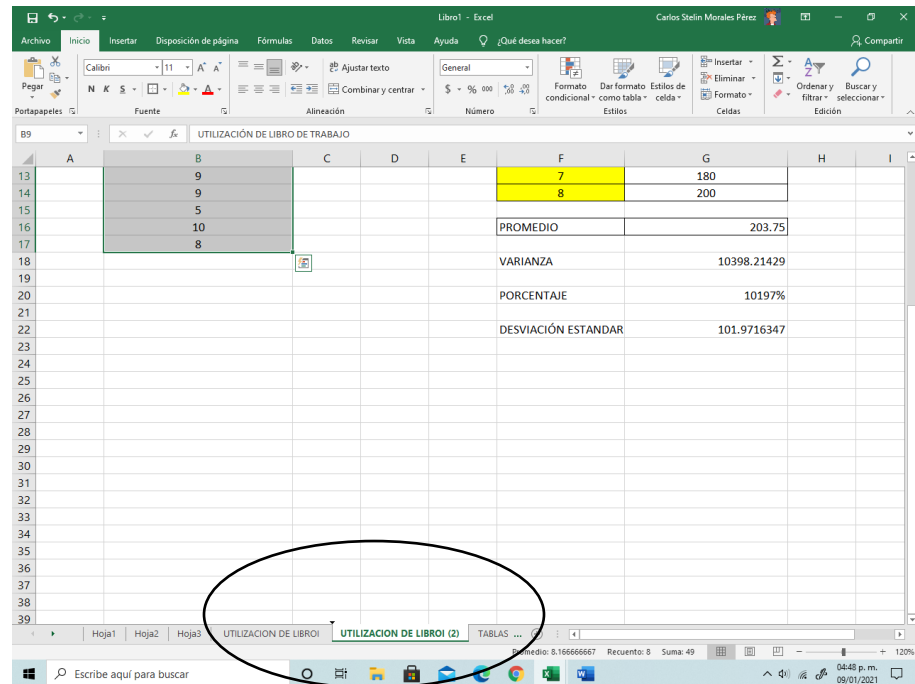 Libro1 - Excel
Carlos Stelin Morales Pèrez
Archivo Inicio Insertar Disposición de página Fórmulas Datos Revisar Vista Ayuda ¿Qué desea hacer? Compartir
Pegar
Calibri 11 A A
N K S A
ab Ajustar texto
Combinar y centrar
General
$ % 000
Formato condicional
Dar formato como tabla
Estilos de celda
Insertar
Eliminar
Formato
Ordenar y filtrar
Buscar y seleccionar
Portapapeles Fuente Alineación Número Estilos Celdas Edición
B9 fx UTILIZACIÓN DE LIBRO DE TRABAJO
A B C D E F G H I
13 9 7 180
14 9 8 200
15 5
16 10 PROMEDIO 203.75
17 8
18 VARIANZA 10398.21429
19
20 PORCENTAJE 10197%
21
22 DESVIACIÓN ESTANDAR 101.9716347
23
24
25
26
27
28
29
30
31
32
33
34
35
36
37
38
39
Hoja1 Hoja2 Hoja3 UTILIZACION DE LIBROI UTILIZACION DE LIBROI (2) TABLAS ...
Promedio: 8.166666667 Recuento: 8 Suma: 49 120%
Escribe aquí para buscar
04:48 p. m.
09/01/2021